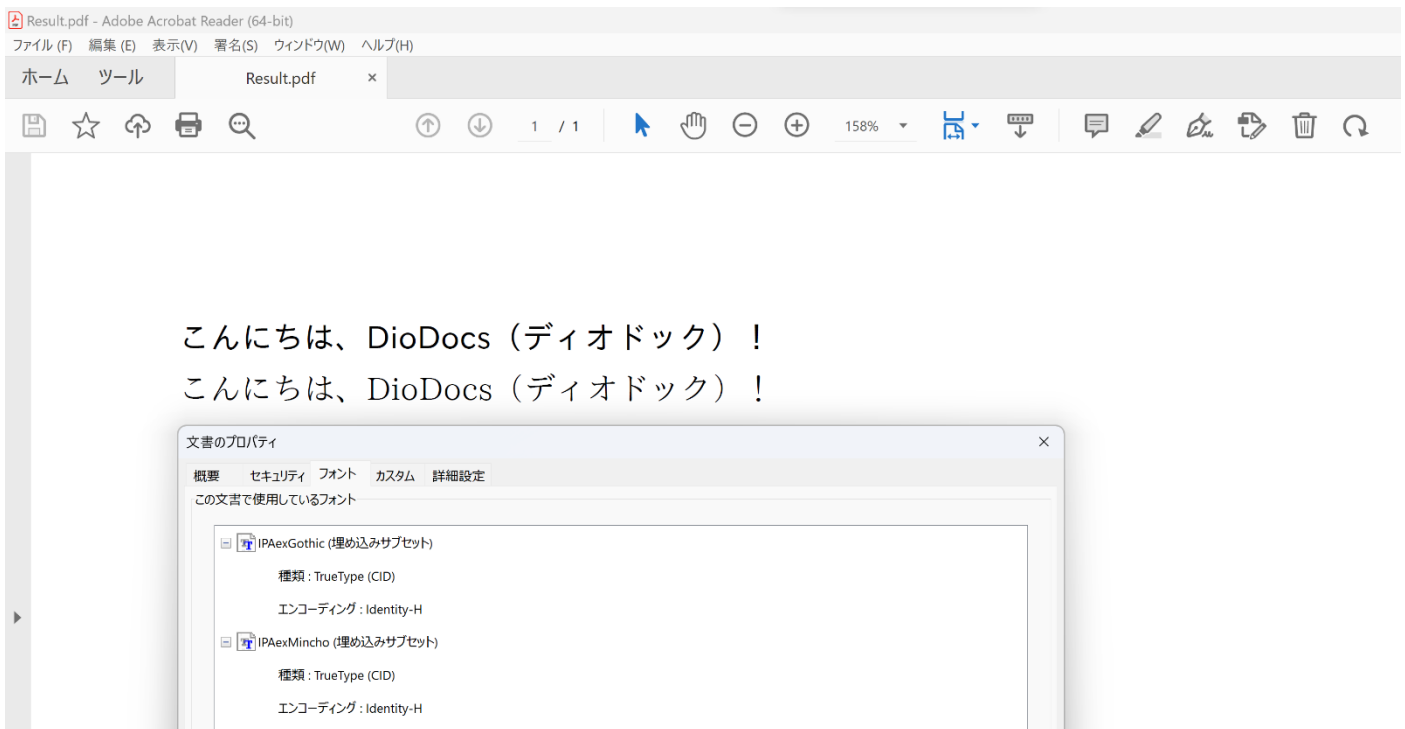 Result.pdf - Adobe Acrobat Reader (64-bit)
ファイル (F) 編集 (E) 表示(V) 署名(S) ウィンドウ(W) ヘルプ(H)
ホーム ツール Result.pdf ×
1 / 1 158%
こんにちは、DioDocs（ディオドック）！
こんにちは、DioDocs（ディオドック）！
文書のプロパティ
概要 セキュリティ フォント カスタム 詳細設定
この文書で使用しているフォント
IPAexGothic (埋め込みサブセット)
種類 : TrueType (CID)
エンコーディング : Identity-H
IPAexMincho (埋め込みサブセット)
種類 : TrueType (CID)
エンコーディング : Identity-H